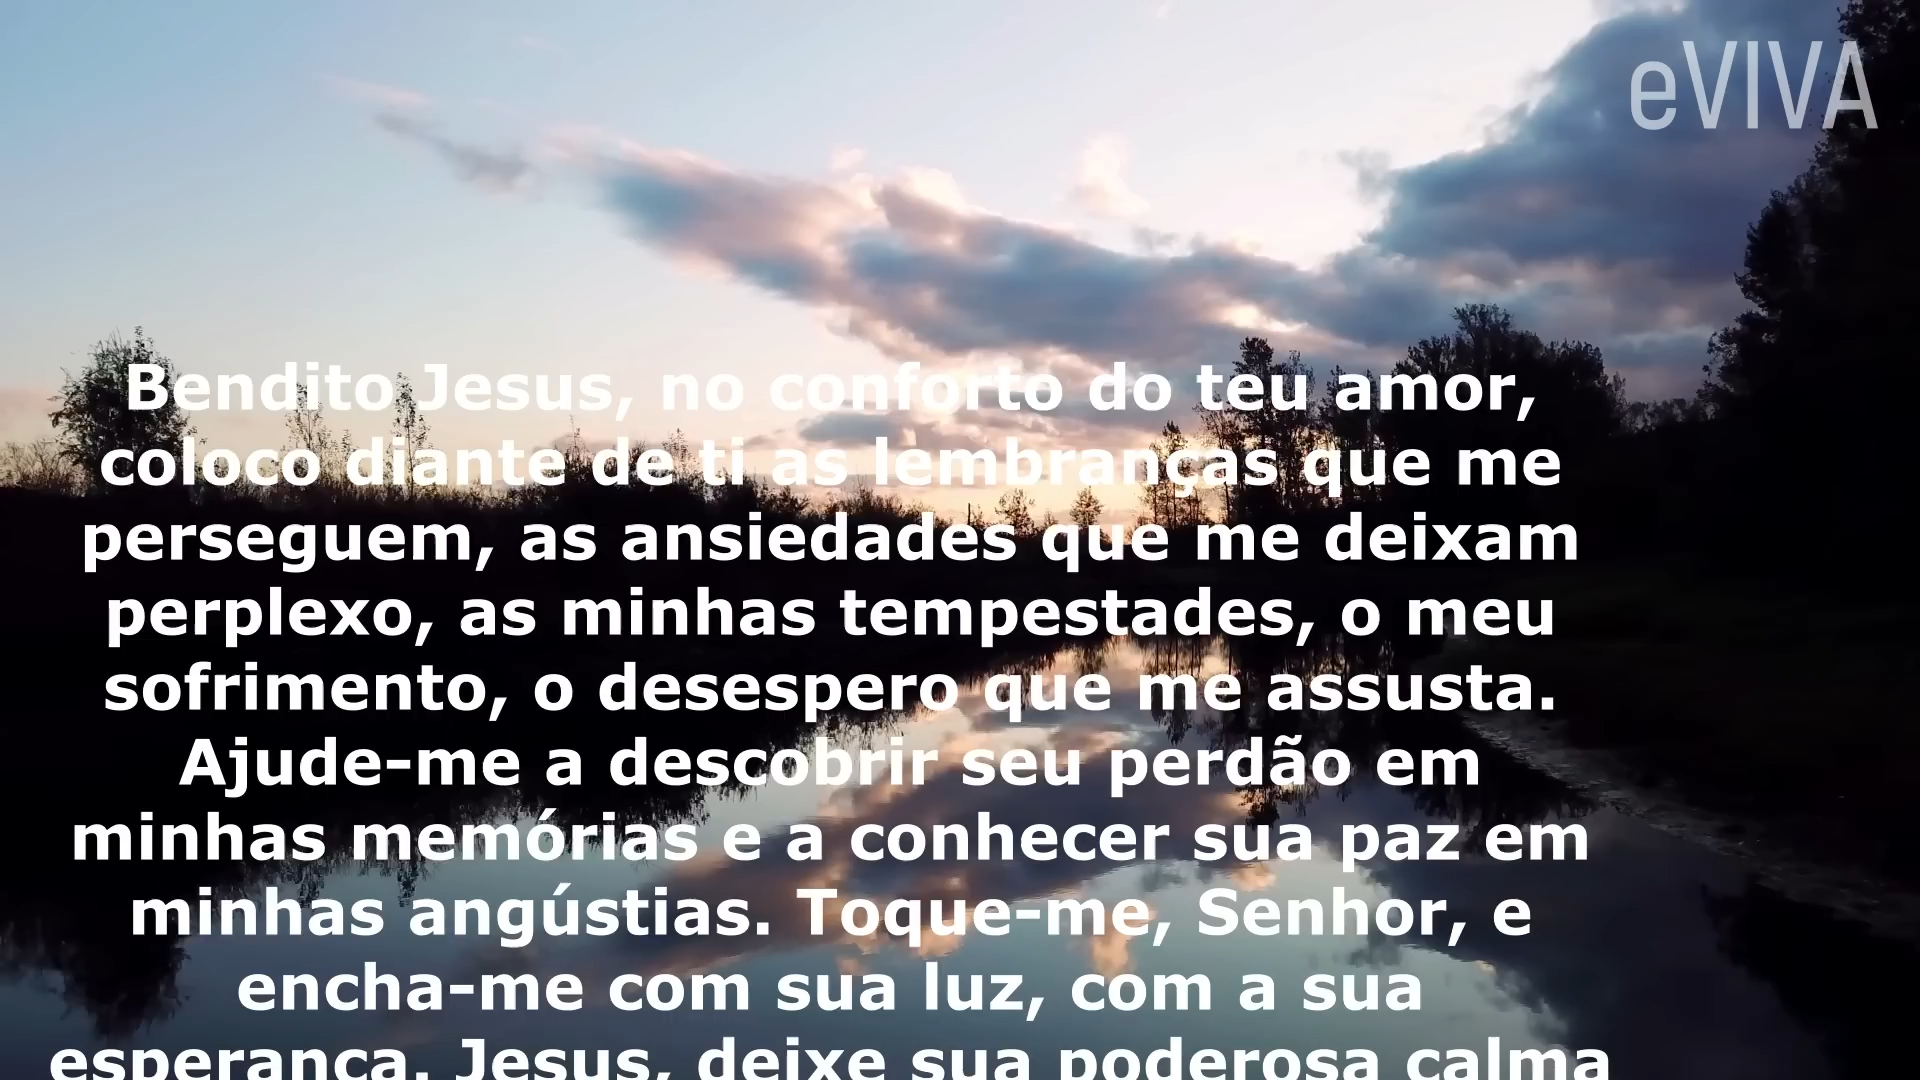 eVIVA
Bendito Jesus, no conforto do teu amor,
coloco diante de ti as lembranças que me
perseguem, as ansiedades que me deixam
perplexo, as minhas tempestades, o meu
sofrimento, o desespero que me assusta.
Ajude-me a descobrir seu perdão em
minhas memórias e a conhecer sua paz em
minhas angústias. Toque-me, Senhor, e
encha-me com sua luz, com a sua
esperança. Jesus, deixe sua poderosa calma